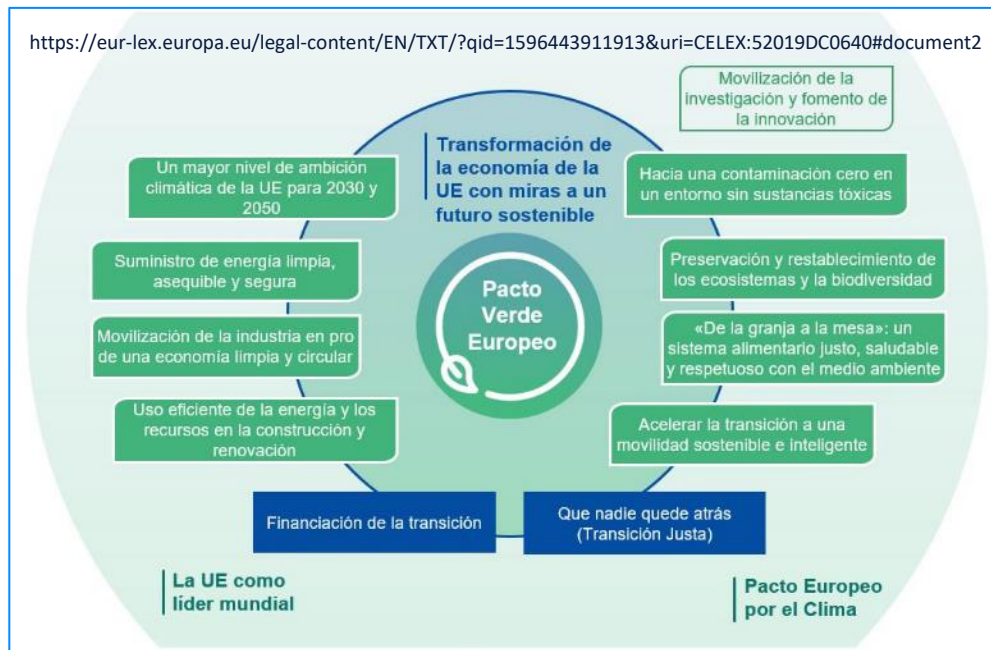 https://eur-lex.europa.eu/legal-content/EN/TXT/?qid=1596443911913&uri=CELEX:52019DC0640#document2
Movilización de la
investigación y fomento de
la innovación
Transformación de
la economía de la
UE con miras a un
futuro sostenible
Un mayor nivel de ambición
climática de la UE para 2030 y
2050
Hacia una contaminación cero en
un entorno sin sustancias tóxicas
Suministro de energía limpia,
asequible y segura
Preservación y restablecimiento de
los ecosistemas y la biodiversidad
Pacto
Verde
Europeo
Movilización de la industria en pro
de una economía limpia y circular
«De la granja a la mesa»: un
sistema alimentario justo, saludable
y respetuoso con el medio ambiente
Uso eficiente de la energía y los
recursos en la construcción y
renovación
Acelerar la transición a una
movilidad sostenible e inteligente
Financiación de la transición
Que nadie quede atrás
(Transición Justa)
La UE como
líder mundial
Pacto Europeo
por el Clima